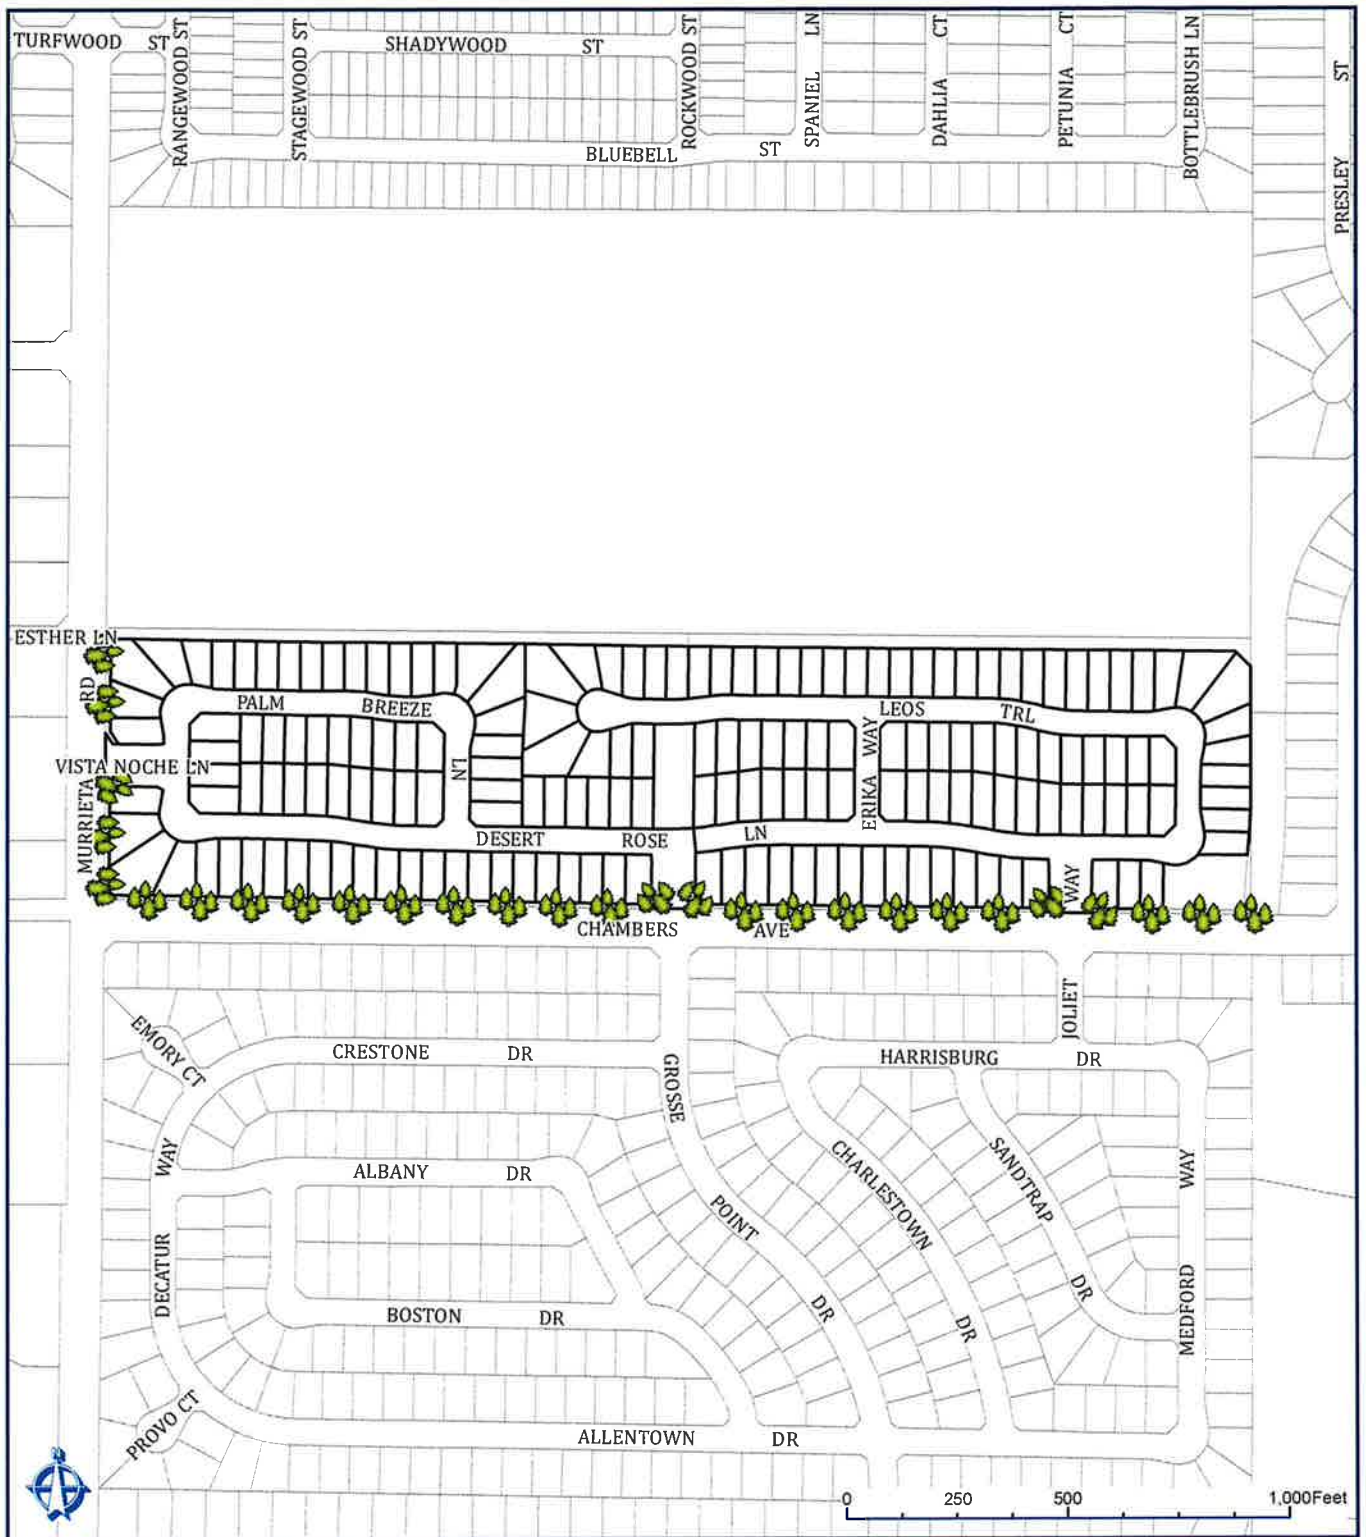 TURFWOOD ST
RANGEWOOD ST
STAGEWOOD ST
SHADYWOOD ST
ROCKWOOD ST
SPANIEL LN
DAHLIA CT
PETUNIA CT
BOTTLEBRUSH LN
PRESLEY ST
BLUEBELL ST
ESTHER LN
MURRIETA RD
PALM BREEZE LN
LEOS TRL
VISTA NOCHE LN
ERIKA WAY
DESERT ROSE LN
WAY
CHAMBERS AVE
JOLIET
EMORY CT
CRESTONE DR
GROSSE POINT DR
HARRISBURG DR
DECATUR WAY
ALBANY DR
CHARLESTOWN DR
SANDTRAP DR
MEDFORD WAY
BOSTON DR
PROVO CT
ALLENTOWN DR
N
0 250 500 1,000Feet